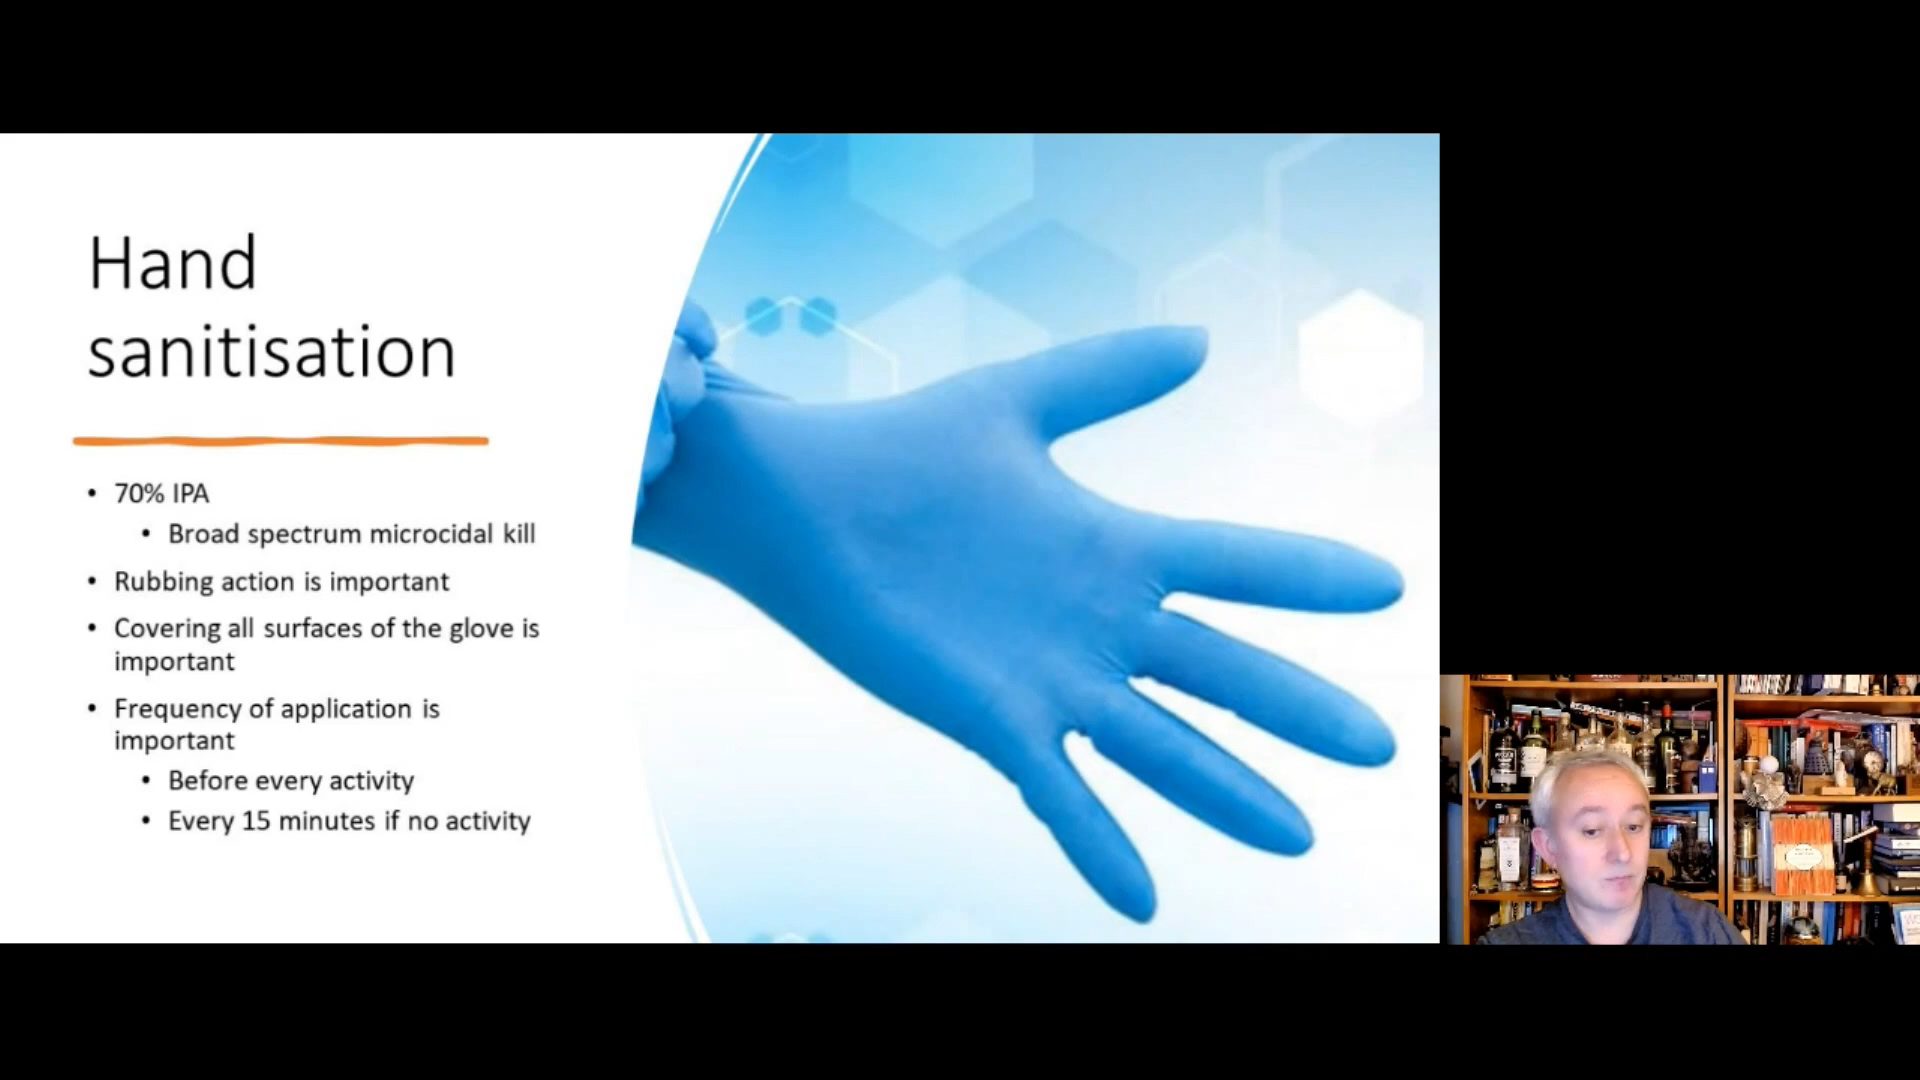 Hand
sanitisation
• 70% IPA
• Broad spectrum microcidal kill
• Rubbing action is important
• Covering all surfaces of the glove is
important
• Frequency of application is
important
• Before every activity
• Every 15 minutes if no activity